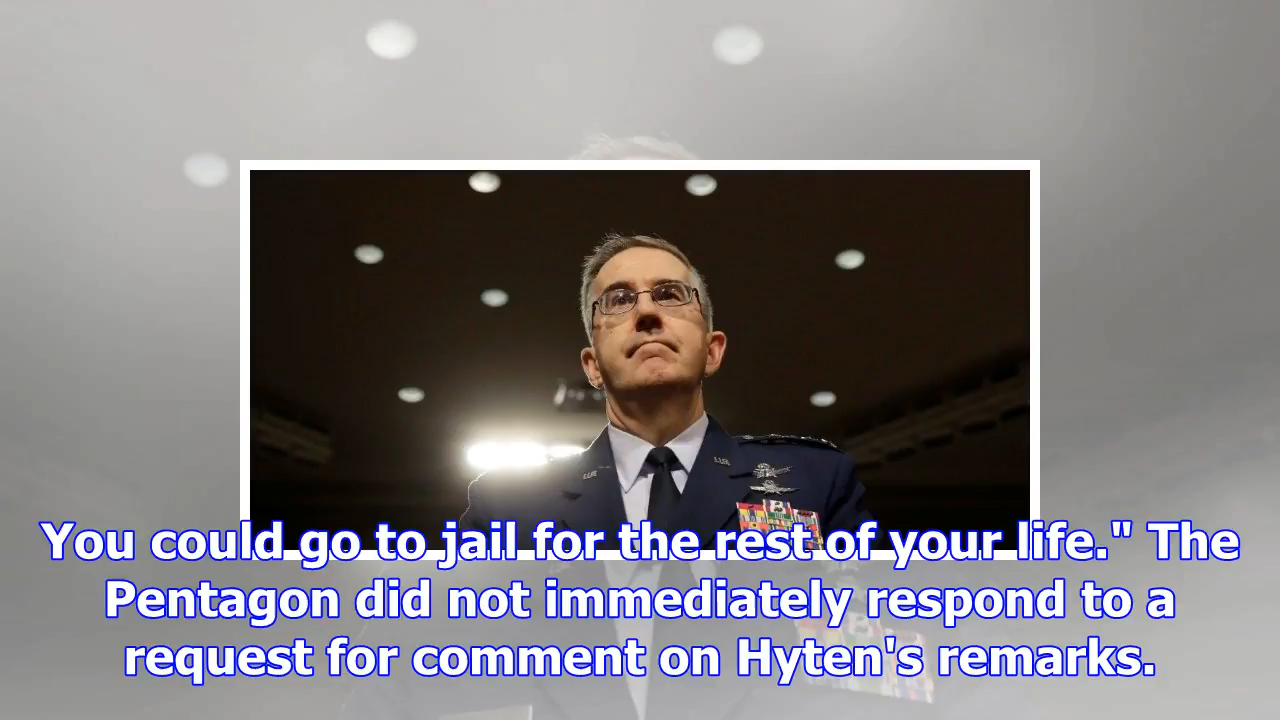 You could go to jail for the rest of your life." The
Pentagon did not immediately respond to a
request for comment on Hyten's remarks.